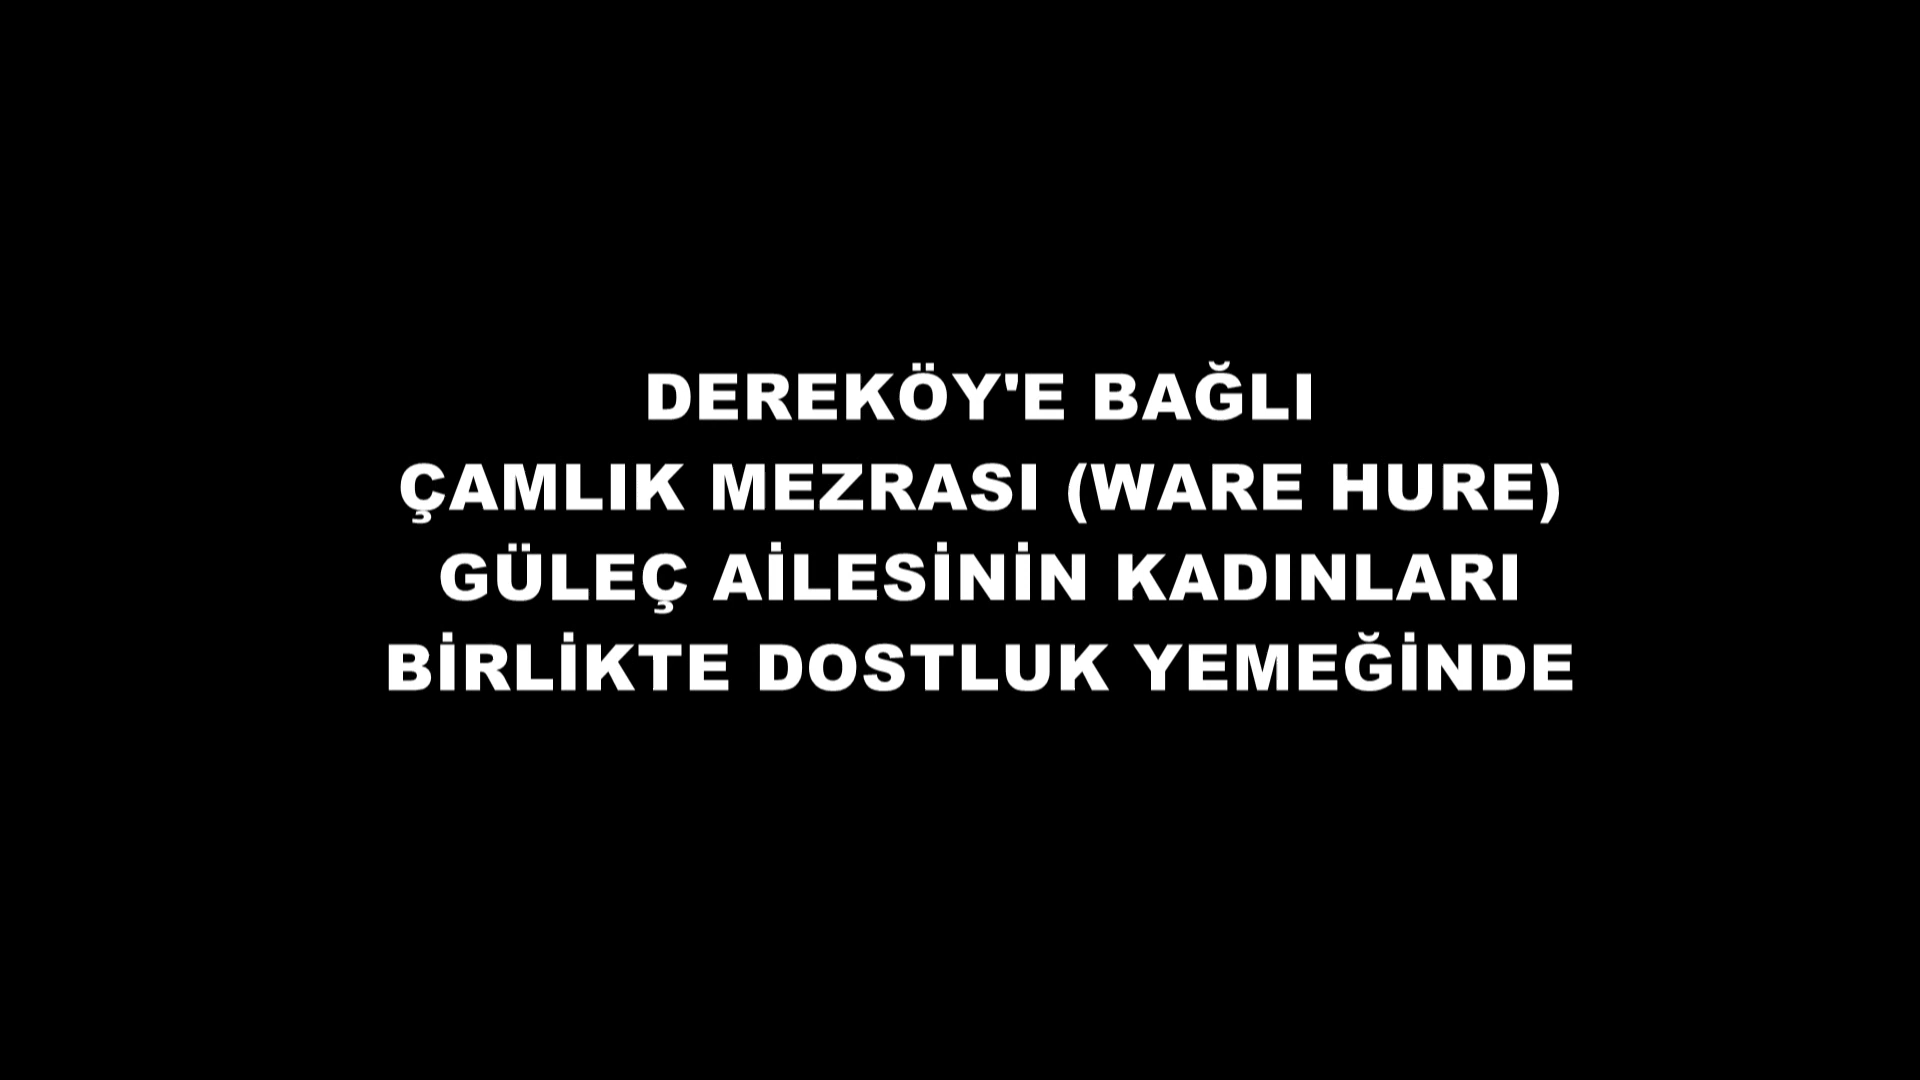 DEREKÖY'E BAĞLI
ÇAMLIK MEZRASI (WARE HURE)
GÜLEÇ AİLESİNİN KADINLARI
BİRLİKTE DOSTLUK YEMEĞİNDE